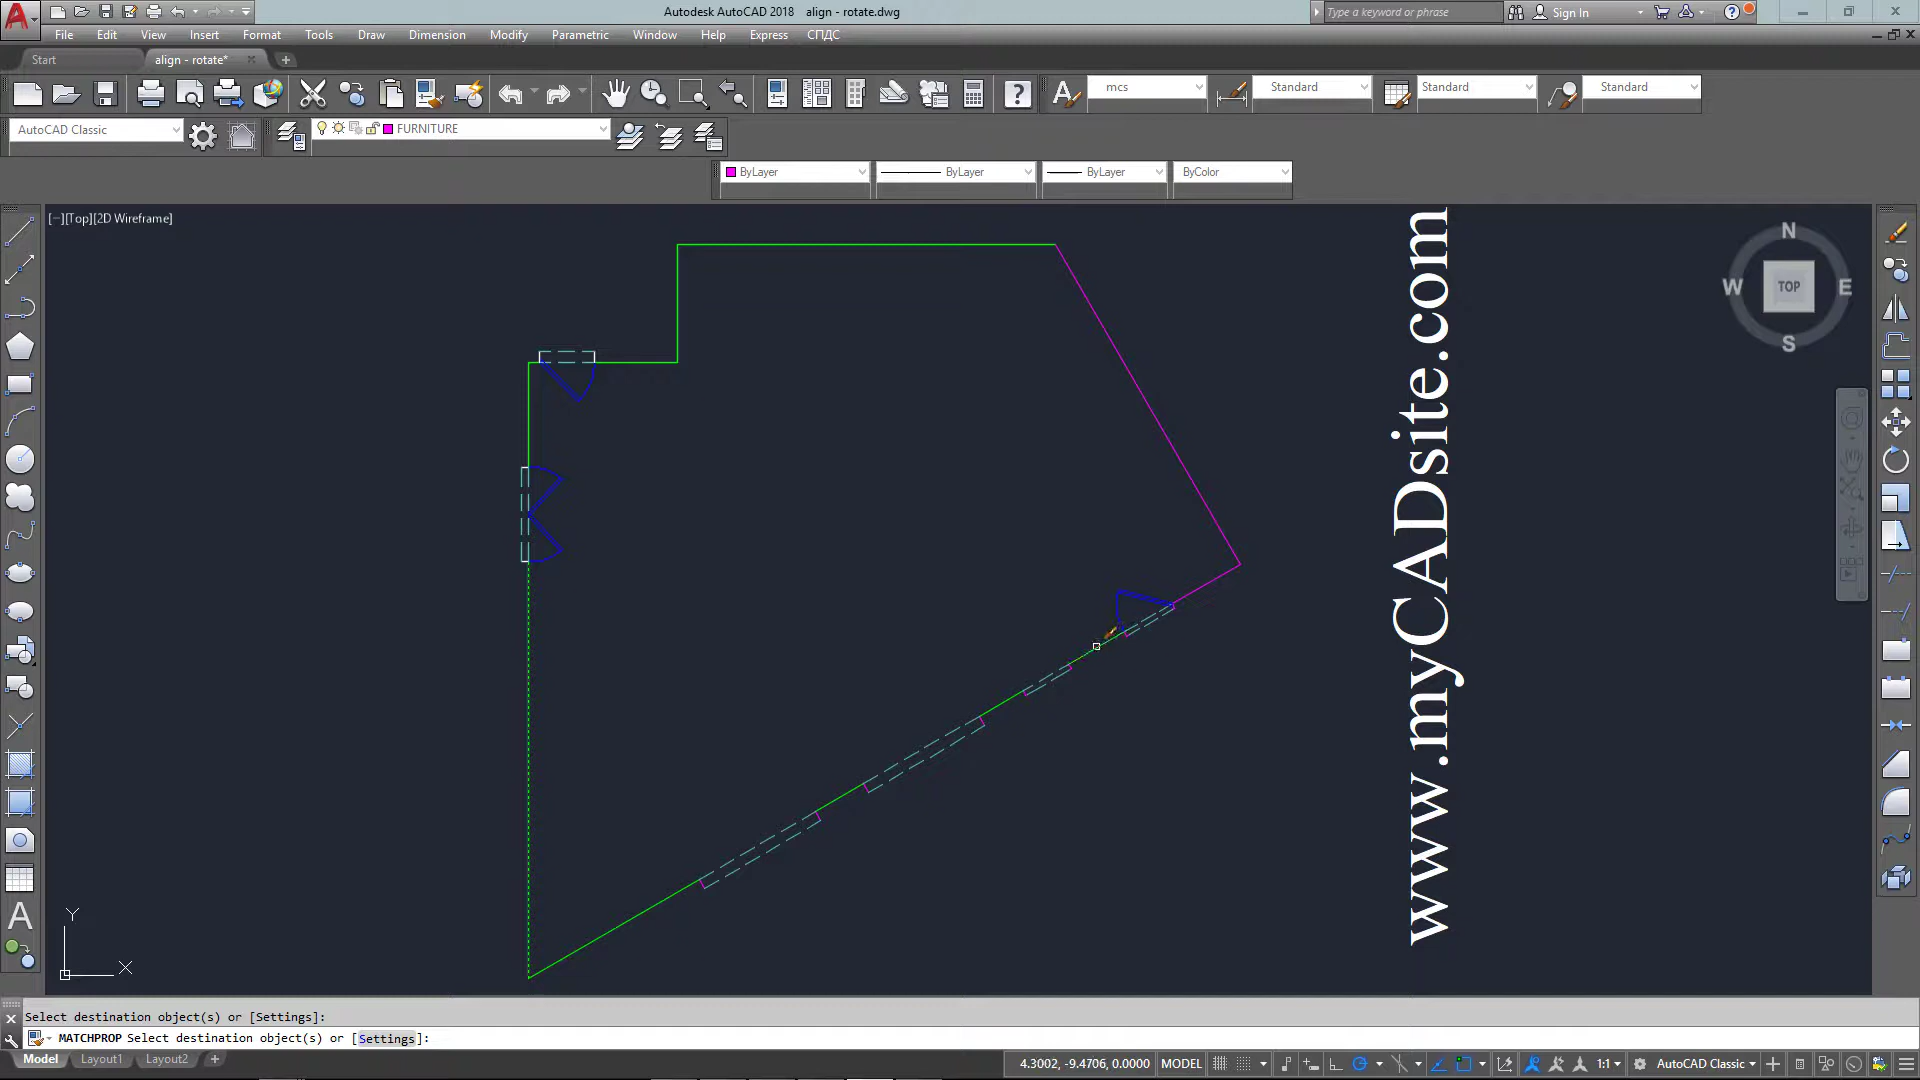 Autodesk AutoCAD 2018 align - rotate.dwg
Type a keyword or phrase
Sign In
File Edit View Insert Format Tools Draw Dimension Modify Parametric Window Help Express СПДС
Start align - rotate*
mcs Standard Standard Standard
AutoCAD Classic FURNITURE
ByLayer ByLayer ByLayer ByColor
[−][Top][2D Wireframe]
N
W TOP E
S
www.myCADsite.com
Y
X
Select destination object(s) or [Settings]:
MATCHPROP Select destination object(s) or [Settings]:
Model Layout1 Layout2
4.3002, -9.4706, 0.0000 MODEL 1:1 AutoCAD Classic